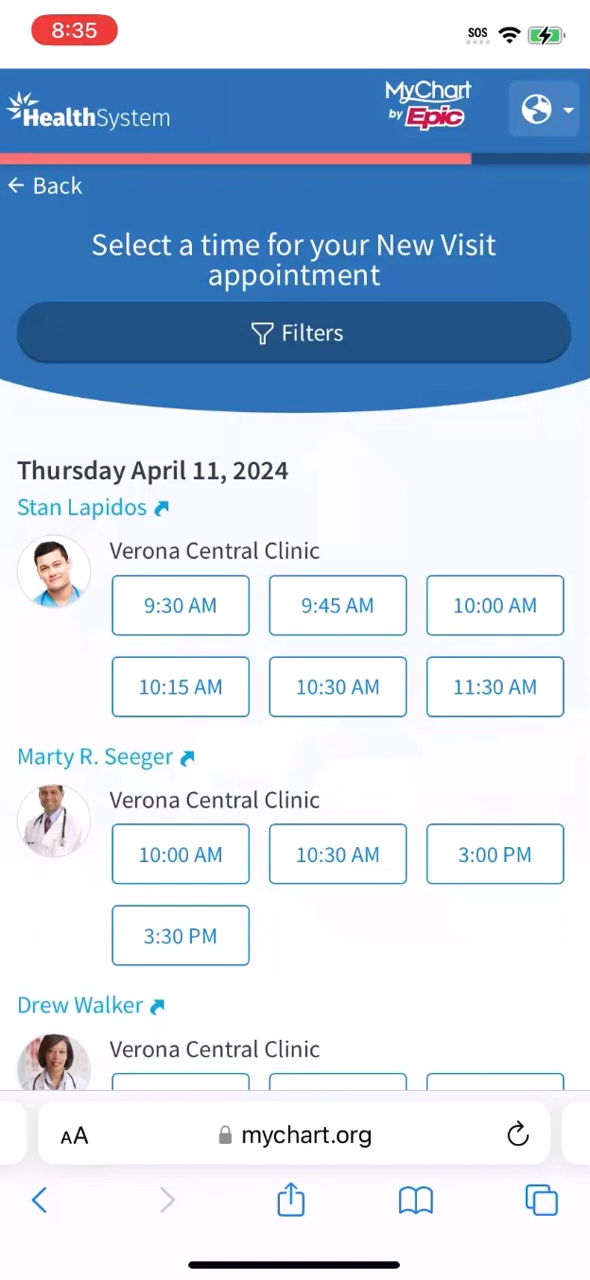 8:35
SOS
HealthSystem
MyChart
by Epic
Back
Select a time for your New Visit
appointment
Filters
Thursday April 11, 2024
Stan Lapidos
Verona Central Clinic
9:30 AM 9:45 AM 10:00 AM
10:15 AM 10:30 AM 11:30 AM
Marty R. Seeger
Verona Central Clinic
10:00 AM 10:30 AM 3:00 PM
3:30 PM
Drew Walker
Verona Central Clinic
AA mychart.org